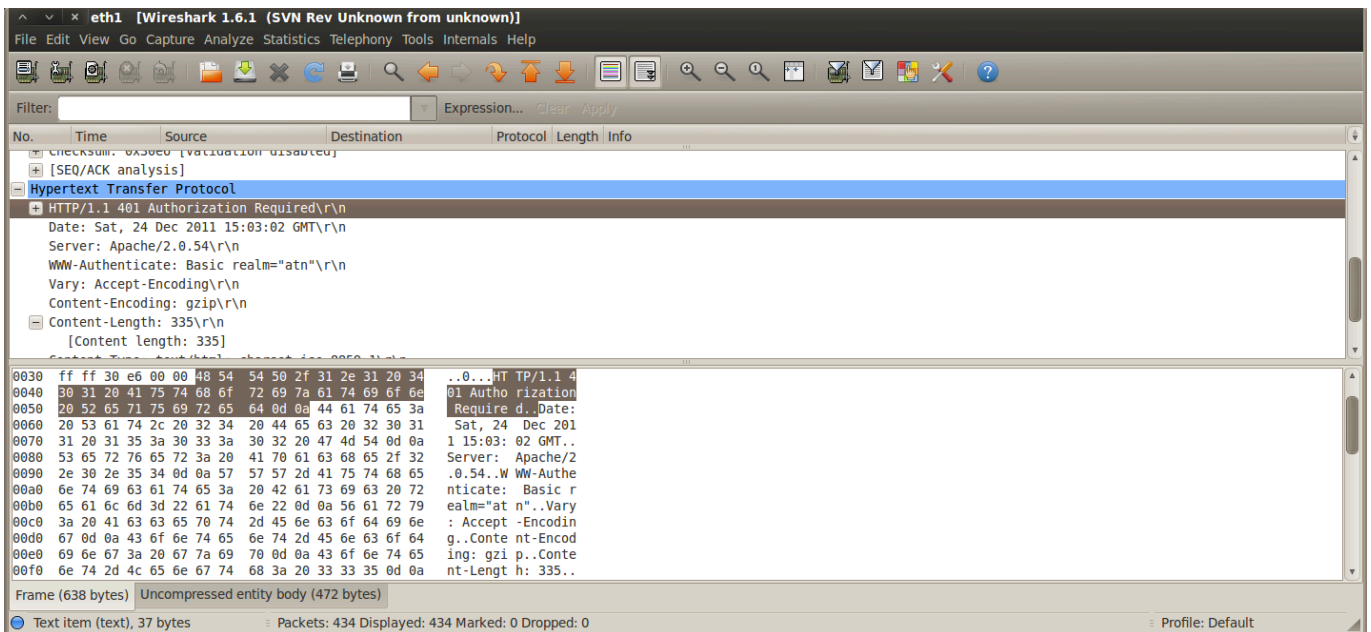 eth1 [Wireshark 1.6.1 (SVN Rev Unknown from unknown)]
File Edit View Go Capture Analyze Statistics Telephony Tools Internals Help
Filter: Expression... Clear Apply
No. Time Source Destination Protocol Length Info
[SEQ/ACK analysis]
Hypertext Transfer Protocol
HTTP/1.1 401 Authorization Required\r\n
Date: Sat, 24 Dec 2011 15:03:02 GMT\r\n
Server: Apache/2.0.54\r\n
WWW-Authenticate: Basic realm="atn"\r\n
Vary: Accept-Encoding\r\n
Content-Encoding: gzip\r\n
Content-Length: 335\r\n
[Content length: 335]
0030 ff ff 30 e6 00 00 48 54 54 50 2f 31 2e 31 20 34 ..0...HT TP/1.1 4
0040 30 31 20 41 75 74 68 6f 72 69 7a 61 74 69 6f 6e 01 Autho rization
0050 20 52 65 71 75 69 72 65 64 0d 0a 44 61 74 65 3a Require d..Date:
0060 20 53 61 74 2c 20 32 34 20 44 65 63 20 32 30 31 Sat, 24 Dec 201
0070 31 20 31 35 3a 30 33 3a 30 32 20 47 4d 54 0d 0a 1 15:03: 02 GMT..
0080 53 65 72 76 65 72 3a 20 41 70 61 63 68 65 2f 32 Server: Apache/2
0090 2e 30 2e 35 34 0d 0a 57 57 57 2d 41 75 74 68 65 .0.54..W WW-Authe
00a0 6e 74 69 63 61 74 65 3a 20 42 61 73 69 63 20 72 nticate: Basic r
00b0 65 61 6c 6d 3d 22 61 74 6e 22 0d 0a 56 61 72 79 ealm="at n"..Vary
00c0 3a 20 41 63 63 65 70 74 2d 45 6e 63 6f 64 69 6e : Accept -Encodin
00d0 67 0d 0a 43 6f 6e 74 65 6e 74 2d 45 6e 63 6f 64 g..Conte nt-Encod
00e0 69 6e 67 3a 20 67 7a 69 70 0d 0a 43 6f 6e 74 65 ing: gzi p..Conte
00f0 6e 74 2d 4c 65 6e 67 74 68 3a 20 33 33 35 0d 0a nt-Lengt h: 335..
Frame (638 bytes) Uncompressed entity body (472 bytes)
Text item (text), 37 bytes Packets: 434 Displayed: 434 Marked: 0 Dropped: 0 Profile: Default